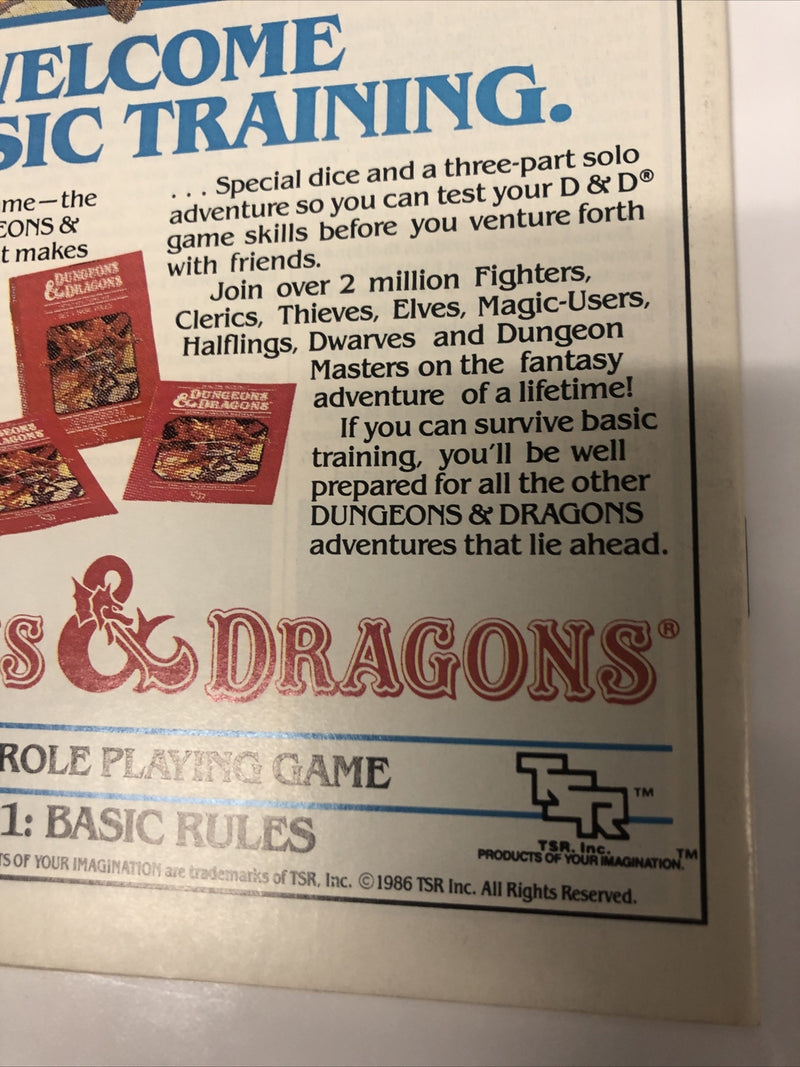 WELCOME
SIC TRAINING.
me—the
EONS &
t makes
. . . Special dice and a three-part solo
adventure so you can test your D & D®
game skills before you venture forth
with friends.
Join over 2 million Fighters,
Clerics, Thieves, Elves, Magic-Users,
Halflings, Dwarves and Dungeon
Masters on the fantasy
adventure of a lifetime!
If you can survive basic
training, you'll be well
prepared for all the other
DUNGEONS & DRAGONS
adventures that lie ahead.
DUNGEONS
& DRAGONS
DUNGEONS
& DRAGONS
GEONS
AGONS
S & DRAGONS®
ROLE PLAYING GAME
1: BASIC RULES
TSR ™
TSR, Inc.
PRODUCTS OF YOUR IMAGINATION.™
TS OF YOUR IMAGINATION are trademarks of TSR, Inc. ©1986 TSR Inc. All Rights Reserved.